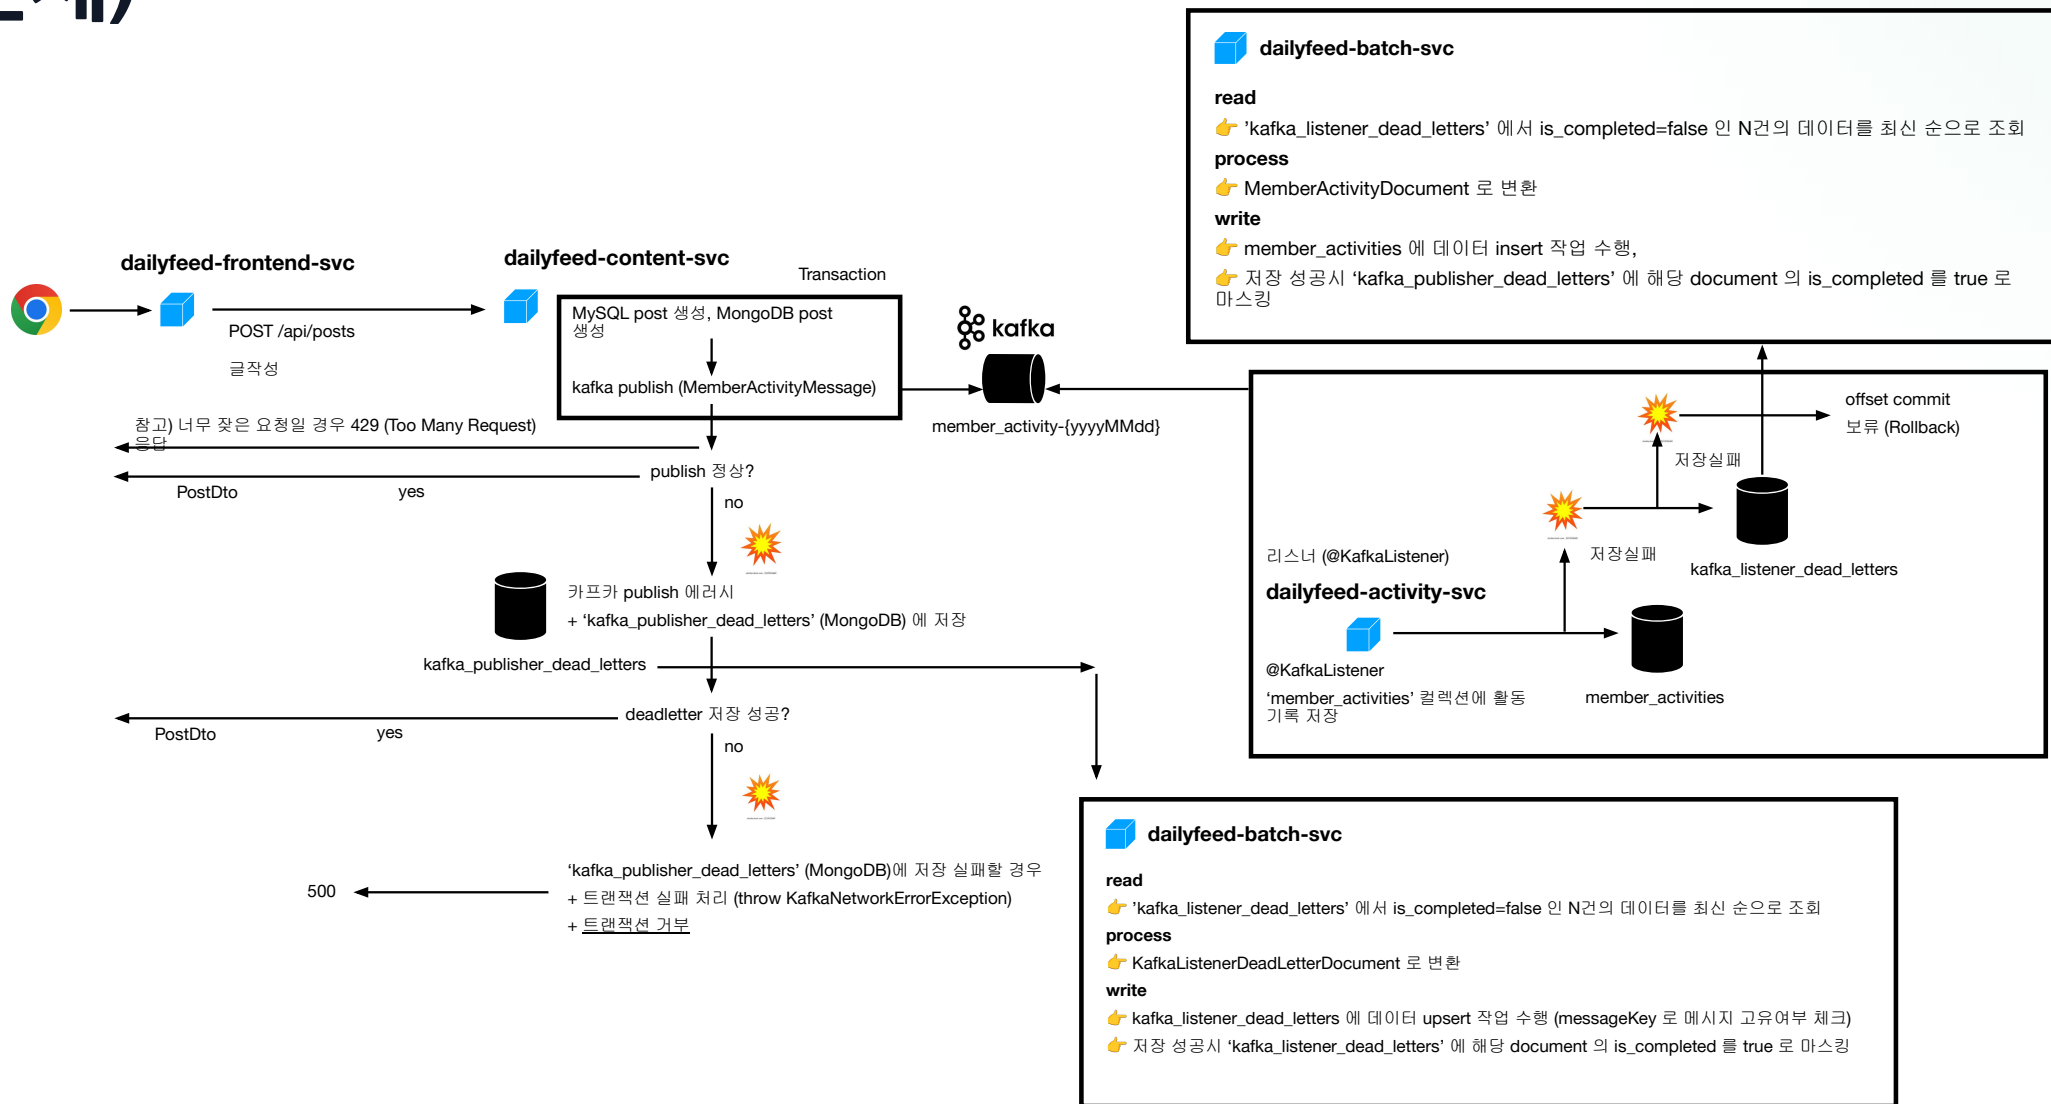 dailyfeed-batch-svc
read
👉 ’kafka_listener_dead_letters’ 에서 is_completed=false 인 N건의 데이터를 최신 순으로 조회
process
👉 MemberActivityDocument 로 변환
write
👉 member_activities 에 데이터 insert 작업 수행,
👉 저장 성공시 ‘kafka_publisher_dead_letters’ 에 해당 document 의 is_completed 를 true 로
마스킹
dailyfeed-frontend-svc
POST /api/posts
글작성
dailyfeed-content-svc
Transaction
MySQL post 생성, MongoDB post
생성
kafka publish (MemberActivityMessage)
kafka
member_activity-{yyyyMMdd}
참고) 너무 잦은 요청일 경우 429 (Too Many Request)
응답
publish 정상?
PostDto
yes
no
카프카 publish 에러시
+ ‘kafka_publisher_dead_letters’ (MongoDB) 에 저장
kafka_publisher_dead_letters
deadletter 저장 성공?
PostDto
yes
no
‘kafka_publisher_dead_letters’ (MongoDB)에 저장 실패할 경우
+ 트랜잭션 실패 처리 (throw KafkaNetworkErrorException)
+ 트랜잭션 거부
500
offset commit
보류 (Rollback)
저장실패
저장실패
kafka_listener_dead_letters
리스너 (@KafkaListener)
dailyfeed-activity-svc
@KafkaListener
‘member_activities’ 컬렉션에 활동
기록 저장
member_activities
dailyfeed-batch-svc
read
👉 ’kafka_listener_dead_letters’ 에서 is_completed=false 인 N건의 데이터를 최신 순으로 조회
process
👉 KafkaListenerDeadLetterDocument 로 변환
write
👉 kafka_listener_dead_letters 에 데이터 upsert 작업 수행 (messageKey 로 메시지 고유여부 체크)
👉 저장 성공시 ‘kafka_listener_dead_letters’ 에 해당 document 의 is_completed 를 true 로 마스킹